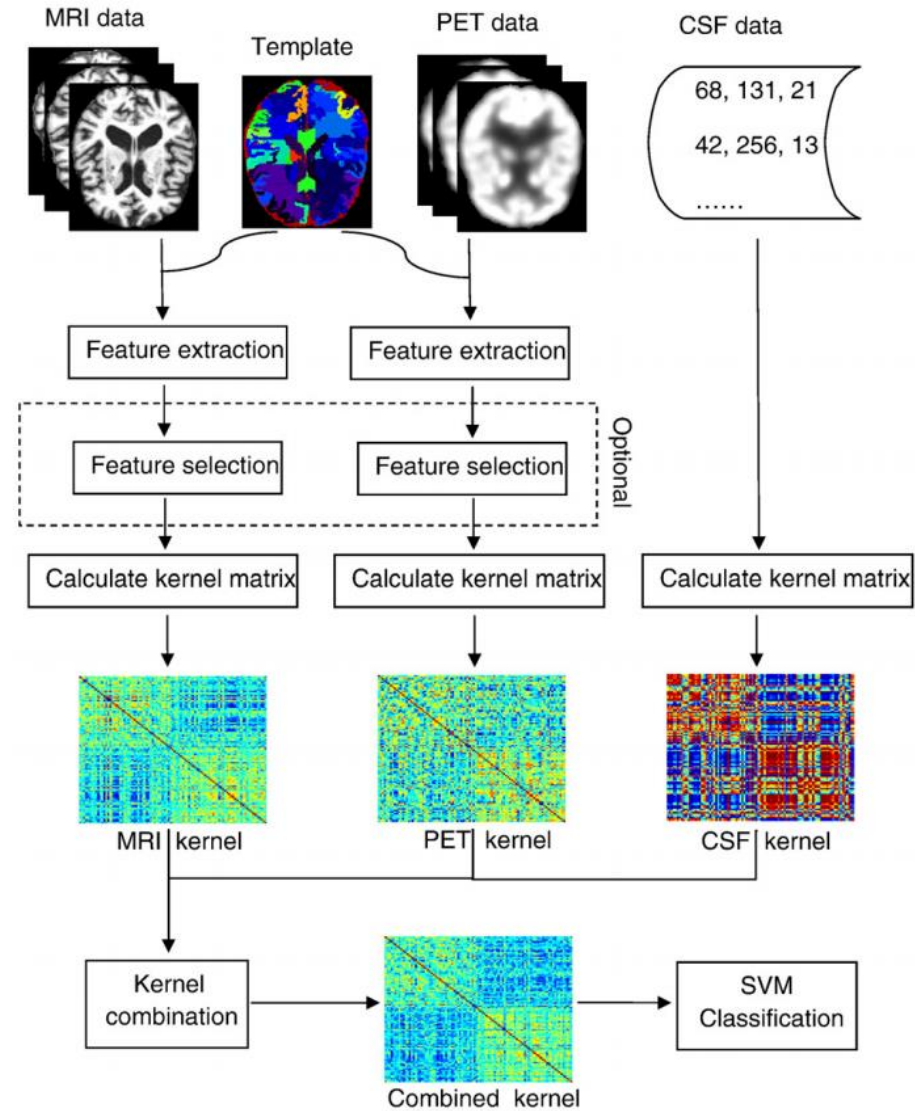 MRI data
Template
PET data
CSF data
68, 131, 21
42, 256, 13
......
Feature extraction
Feature extraction
Optional
Feature selection
Feature selection
Calculate kernel matrix
Calculate kernel matrix
Calculate kernel matrix
MRI kernel
PET kernel
CSF kernel
Kernel
combination
SVM
Classification
Combined kernel